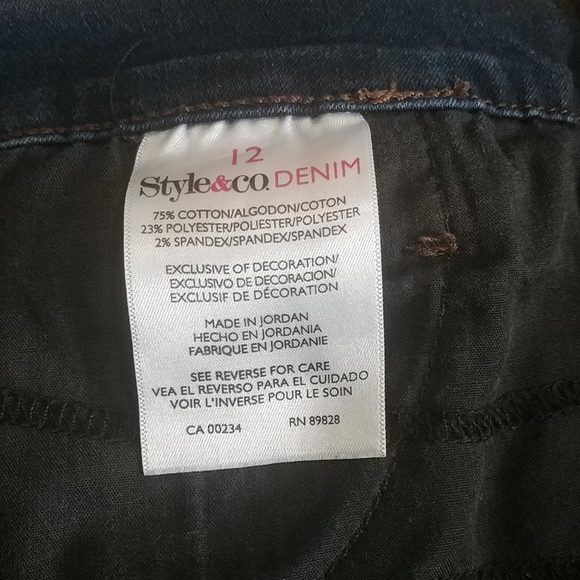 12
Style&co. DENIM
75% COTTON/ALGODON/COTON
23% POLYESTER/POLIESTER/POLYESTER
2% SPANDEX/SPANDEX/SPANDEX
EXCLUSIVE OF DECORATION/
EXCLUSIVO DE DECORACION/
EXCLUSIF DE DÉCORATION
MADE IN JORDAN
HECHO EN JORDANIA
FABRIQUE EN JORDANIE
SEE REVERSE FOR CARE
VEA EL REVERSO PARA EL CUIDADO
VOIR L'INVERSE POUR LE SOIN
CA 00234 RN 89828